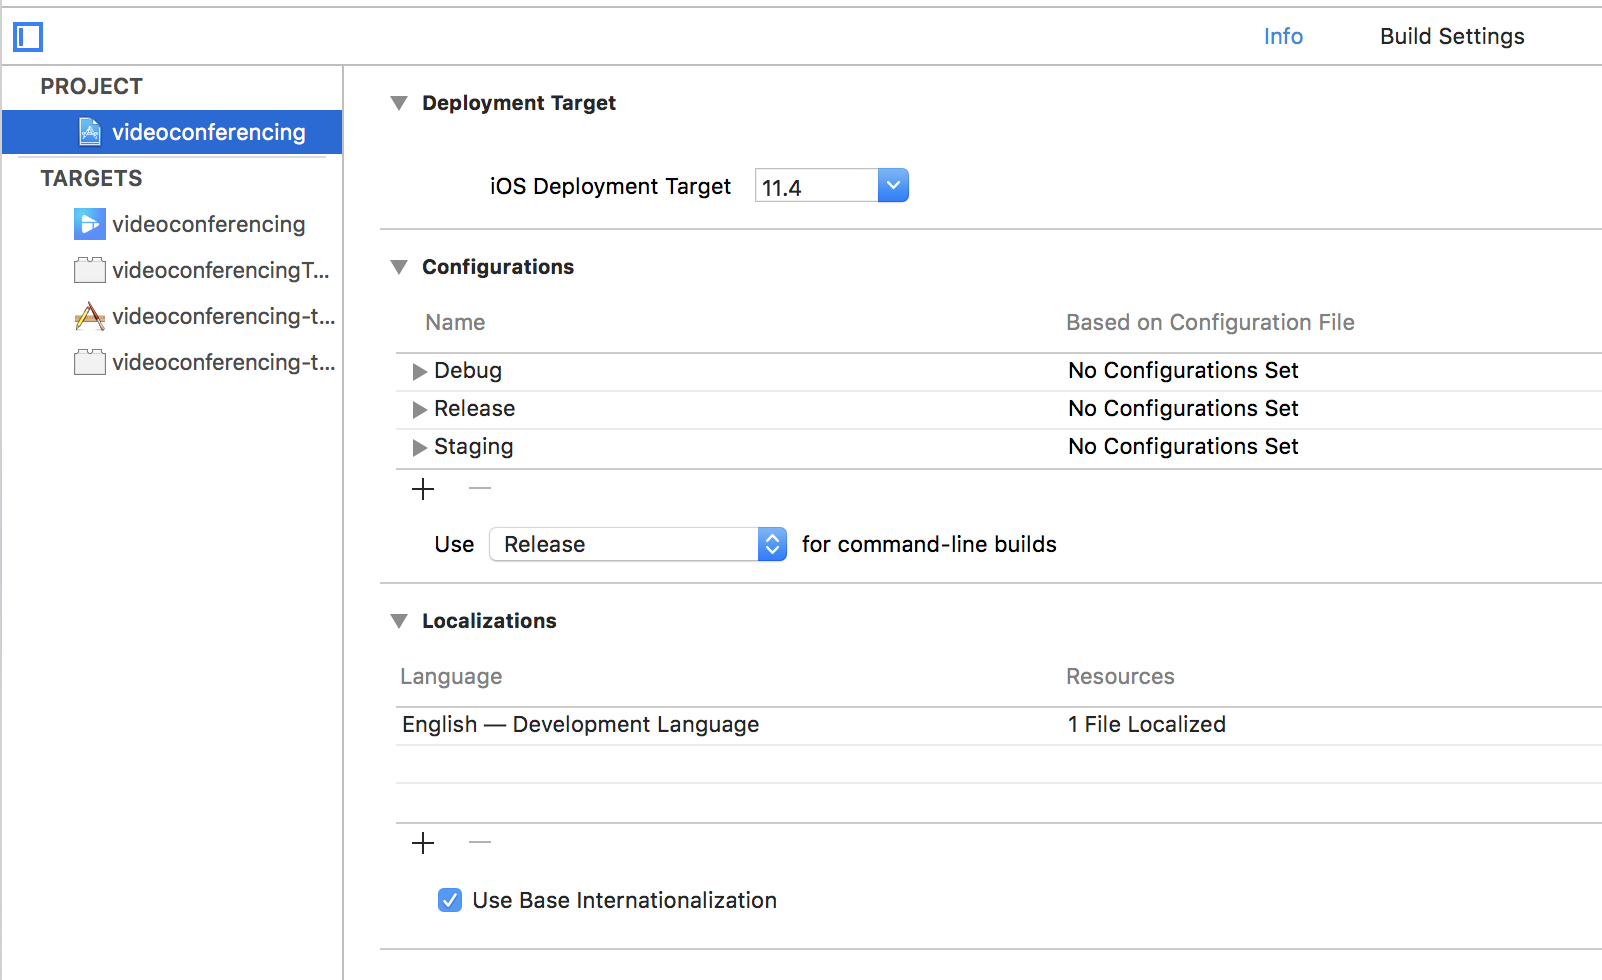 Info Build Settings
PROJECT
videoconferencing
TARGETS
videoconferencing
videoconferencingT...
videoconferencing-t...
videoconferencing-t...
Deployment Target
iOS Deployment Target 11.4
Configurations
Name Based on Configuration File
Debug No Configurations Set
Release No Configurations Set
Staging No Configurations Set
Use Release for command-line builds
Localizations
Language Resources
English — Development Language 1 File Localized
Use Base Internationalization